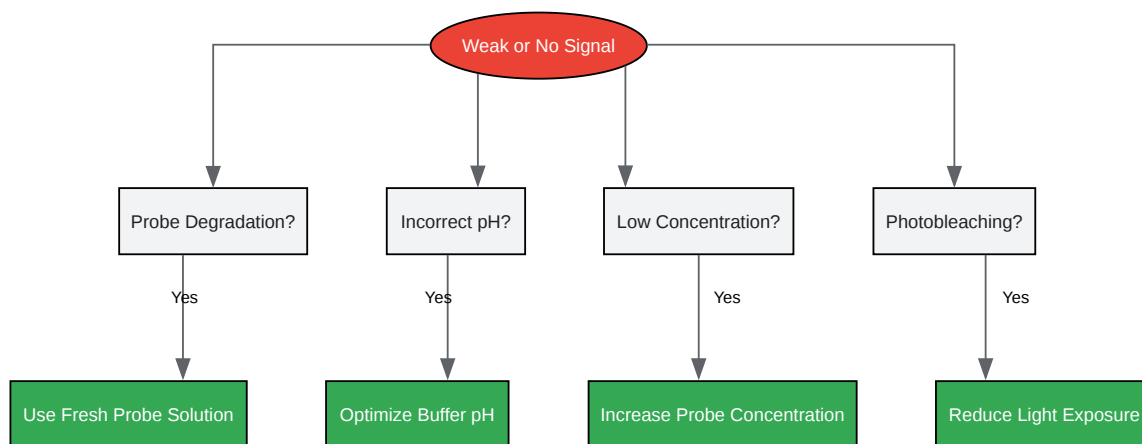 Weak or No Signal
Probe Degradation?
Incorrect pH?
Low Concentration?
Photobleaching?
Yes
Yes
Yes
Yes
Use Fresh Probe Solution
Optimize Buffer pH
Increase Probe Concentration
Reduce Light Exposure